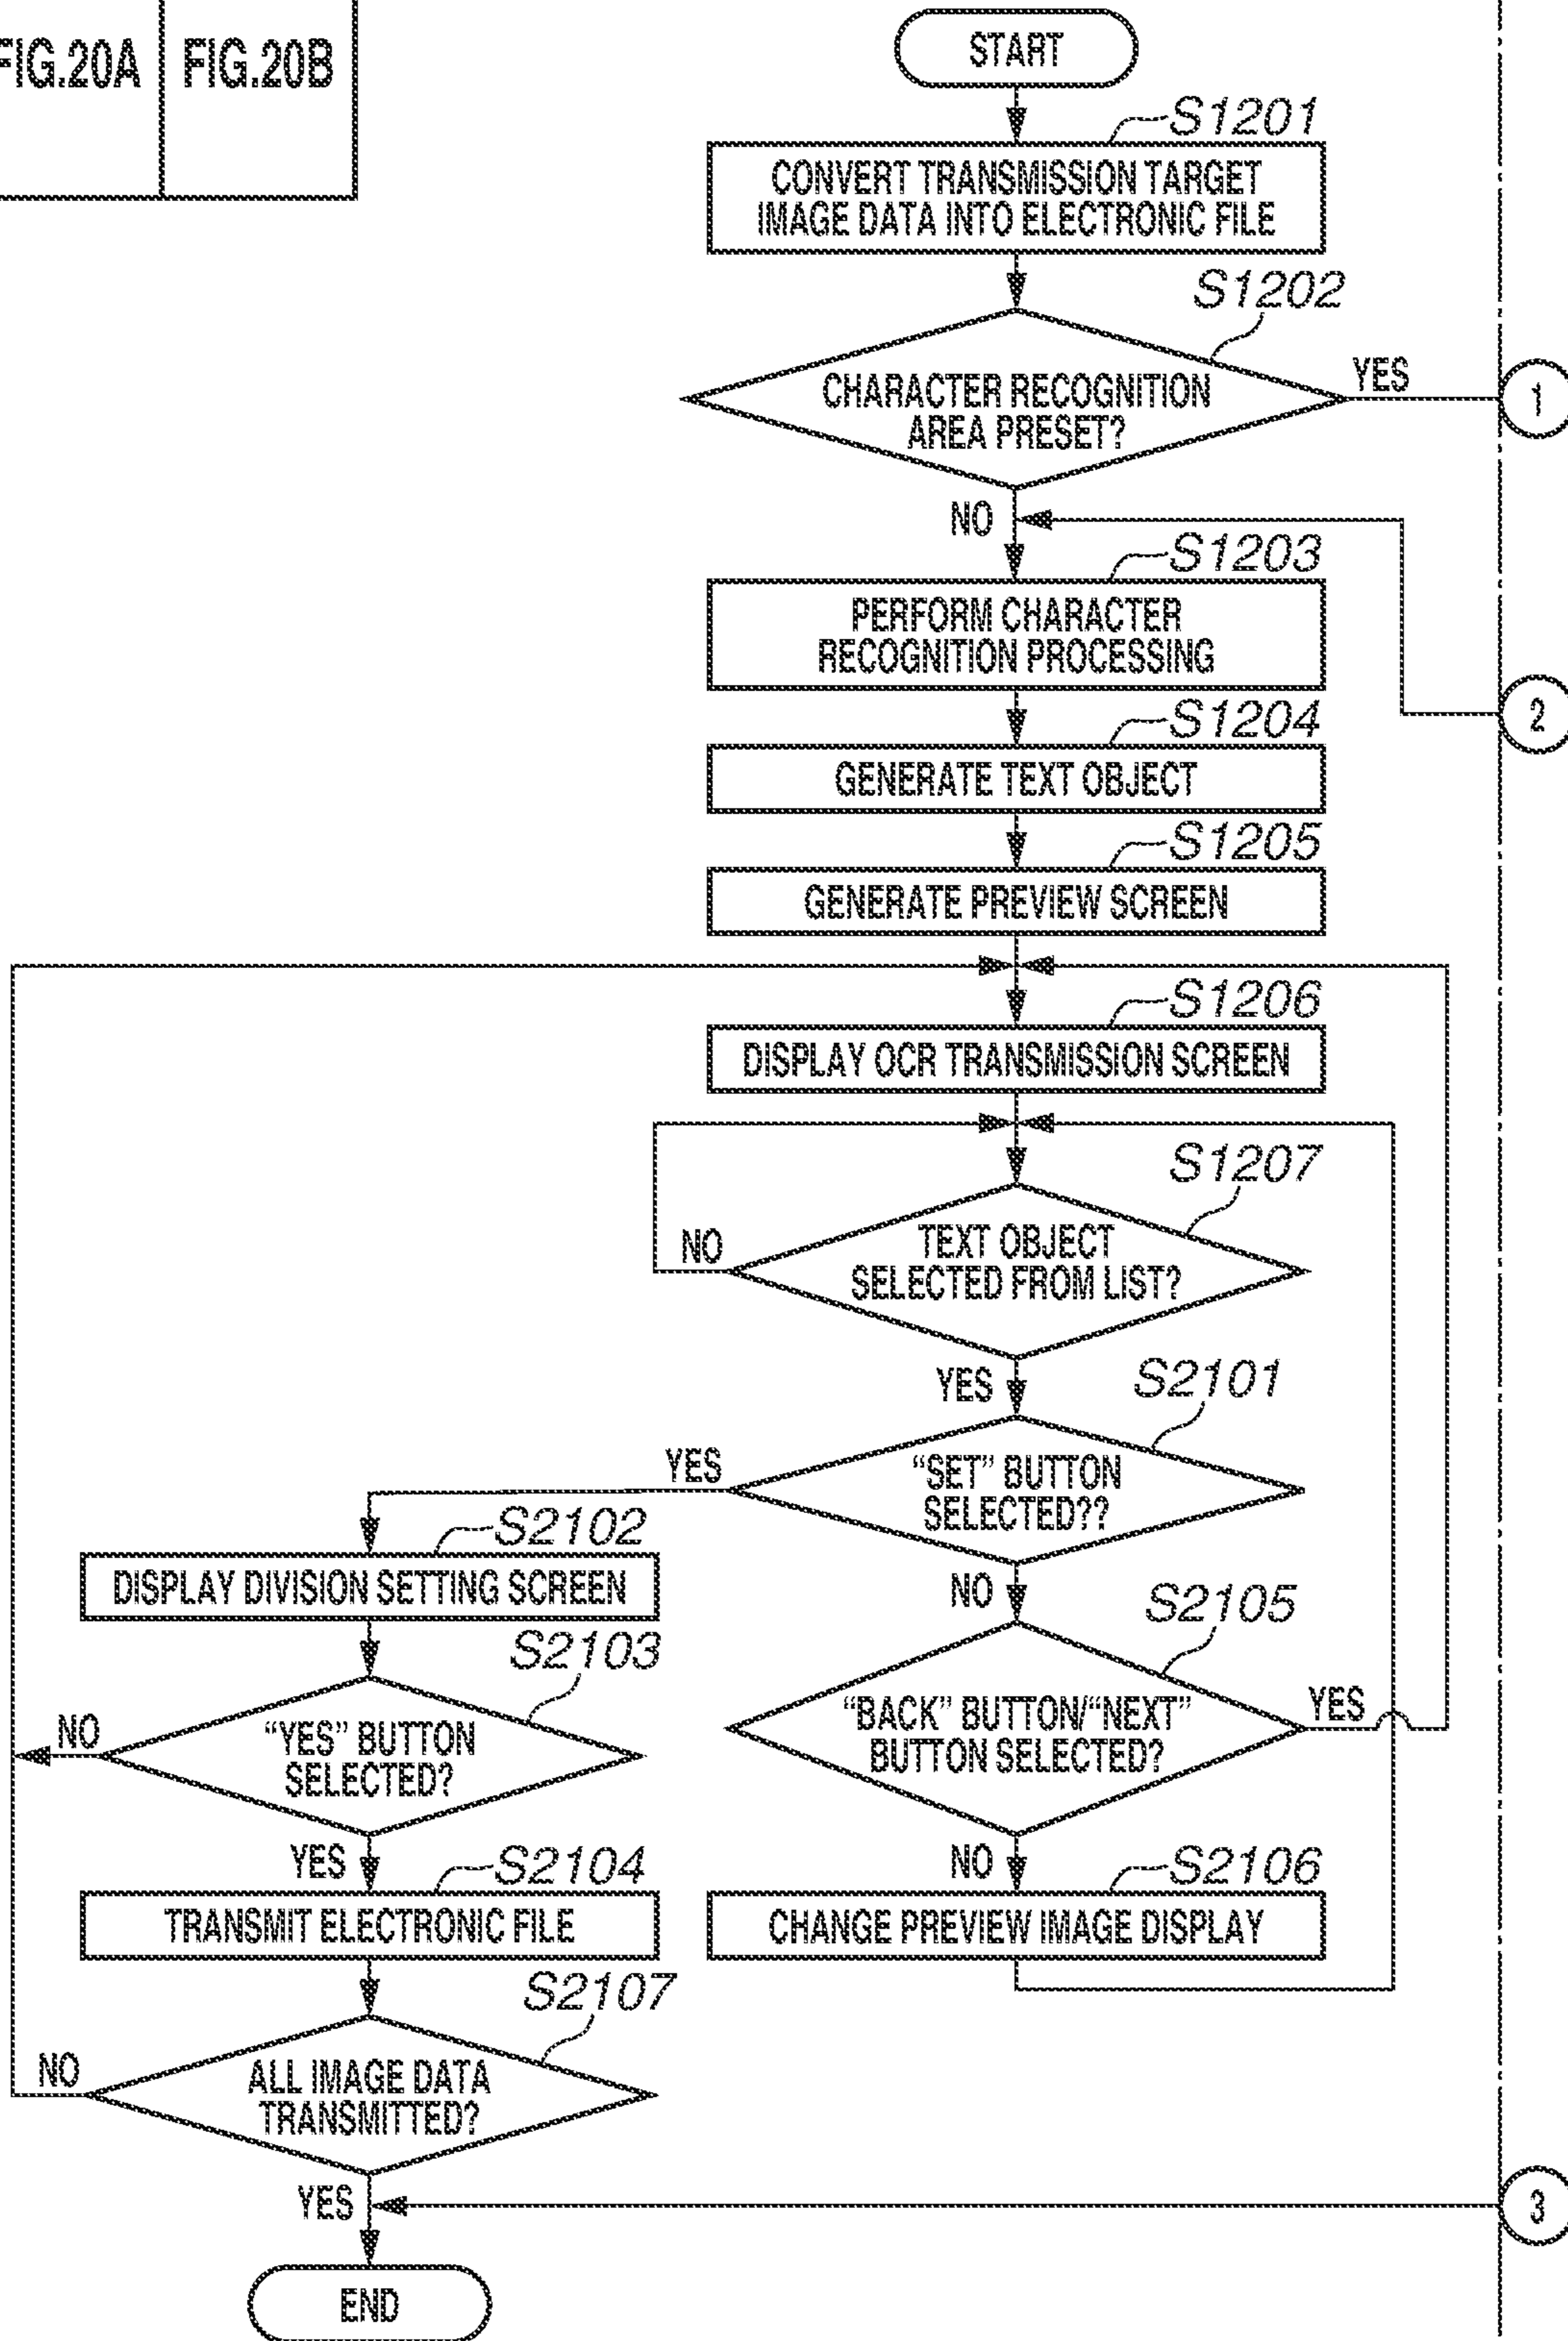 FIG.20A
FIG.20B
START
S1201
CONVERT TRANSMISSION TARGET
IMAGE DATA INTO ELECTRONIC FILE
S1202
CHARACTER RECOGNITION
AREA PRESET?
YES
1
NO
S1203
PERFORM CHARACTER
RECOGNITION PROCESSING
2
S1204
GENERATE TEXT OBJECT
S1205
GENERATE PREVIEW SCREEN
S1206
DISPLAY OCR TRANSMISSION SCREEN
S1207
TEXT OBJECT
SELECTED FROM LIST?
NO
YES
S2101
“SET” BUTTON
SELECTED??
YES
NO
S2102
DISPLAY DIVISION SETTING SCREEN
S2103
“YES” BUTTON
SELECTED?
NO
YES
S2105
“BACK” BUTTON/“NEXT”
BUTTON SELECTED?
YES
NO
S2104
TRANSMIT ELECTRONIC FILE
S2106
CHANGE PREVIEW IMAGE DISPLAY
S2107
ALL IMAGE DATA
TRANSMITTED?
NO
YES
3
END